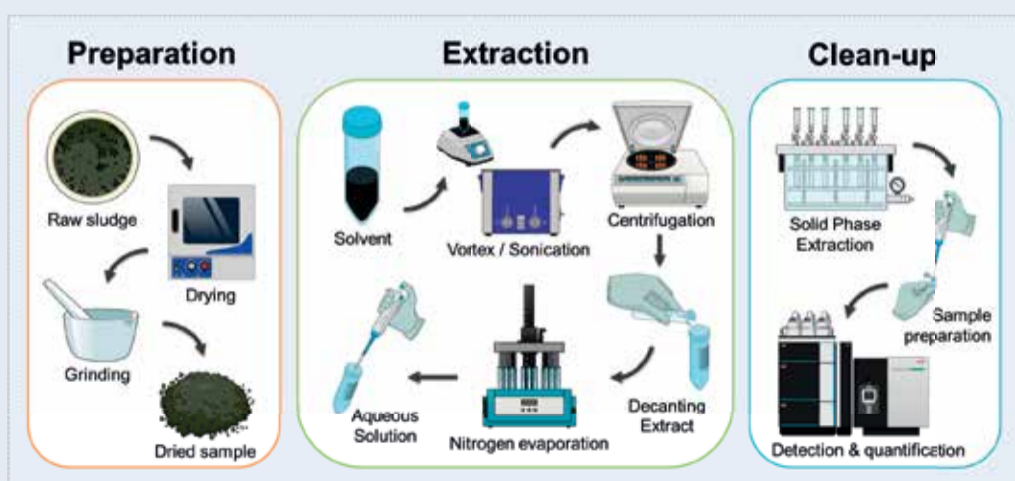 Preparation
Raw sludge
Drying
Grinding
Dried sample
Extraction
Solvent
Vortex / Sonication
Centrifugation
Decanting
Extract
Nitrogen evaporation
Aqueous
Solution
Clean-up
Solid Phase
Extraction
Sample
preparation
Detection & quantification